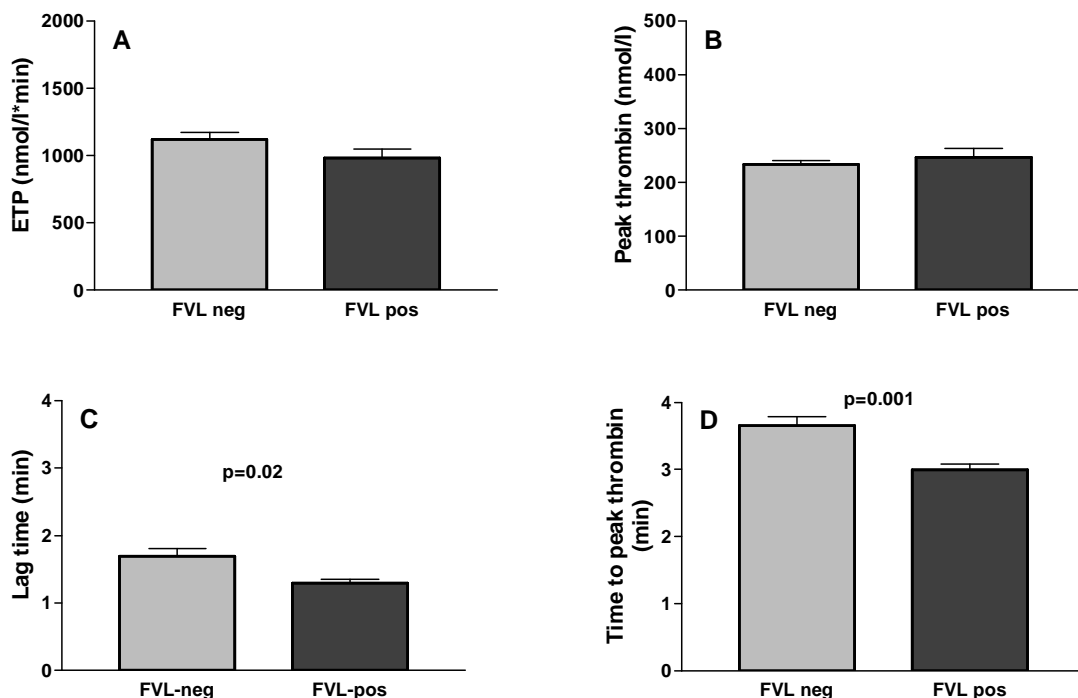 A
ETP (nmol/l*min)
2000
1500
1000
500
0
FVL neg
FVL pos
B
Peak thrombin (nmol/l)
500
400
300
200
100
0
FVL neg
FVL pos
C
Lag time (min)
4
3
2
1
0
p=0.02
FVL-neg
FVL-pos
D
Time to peak thrombin
(min)
4
3
2
1
0
p=0.001
FVL neg
FVL pos